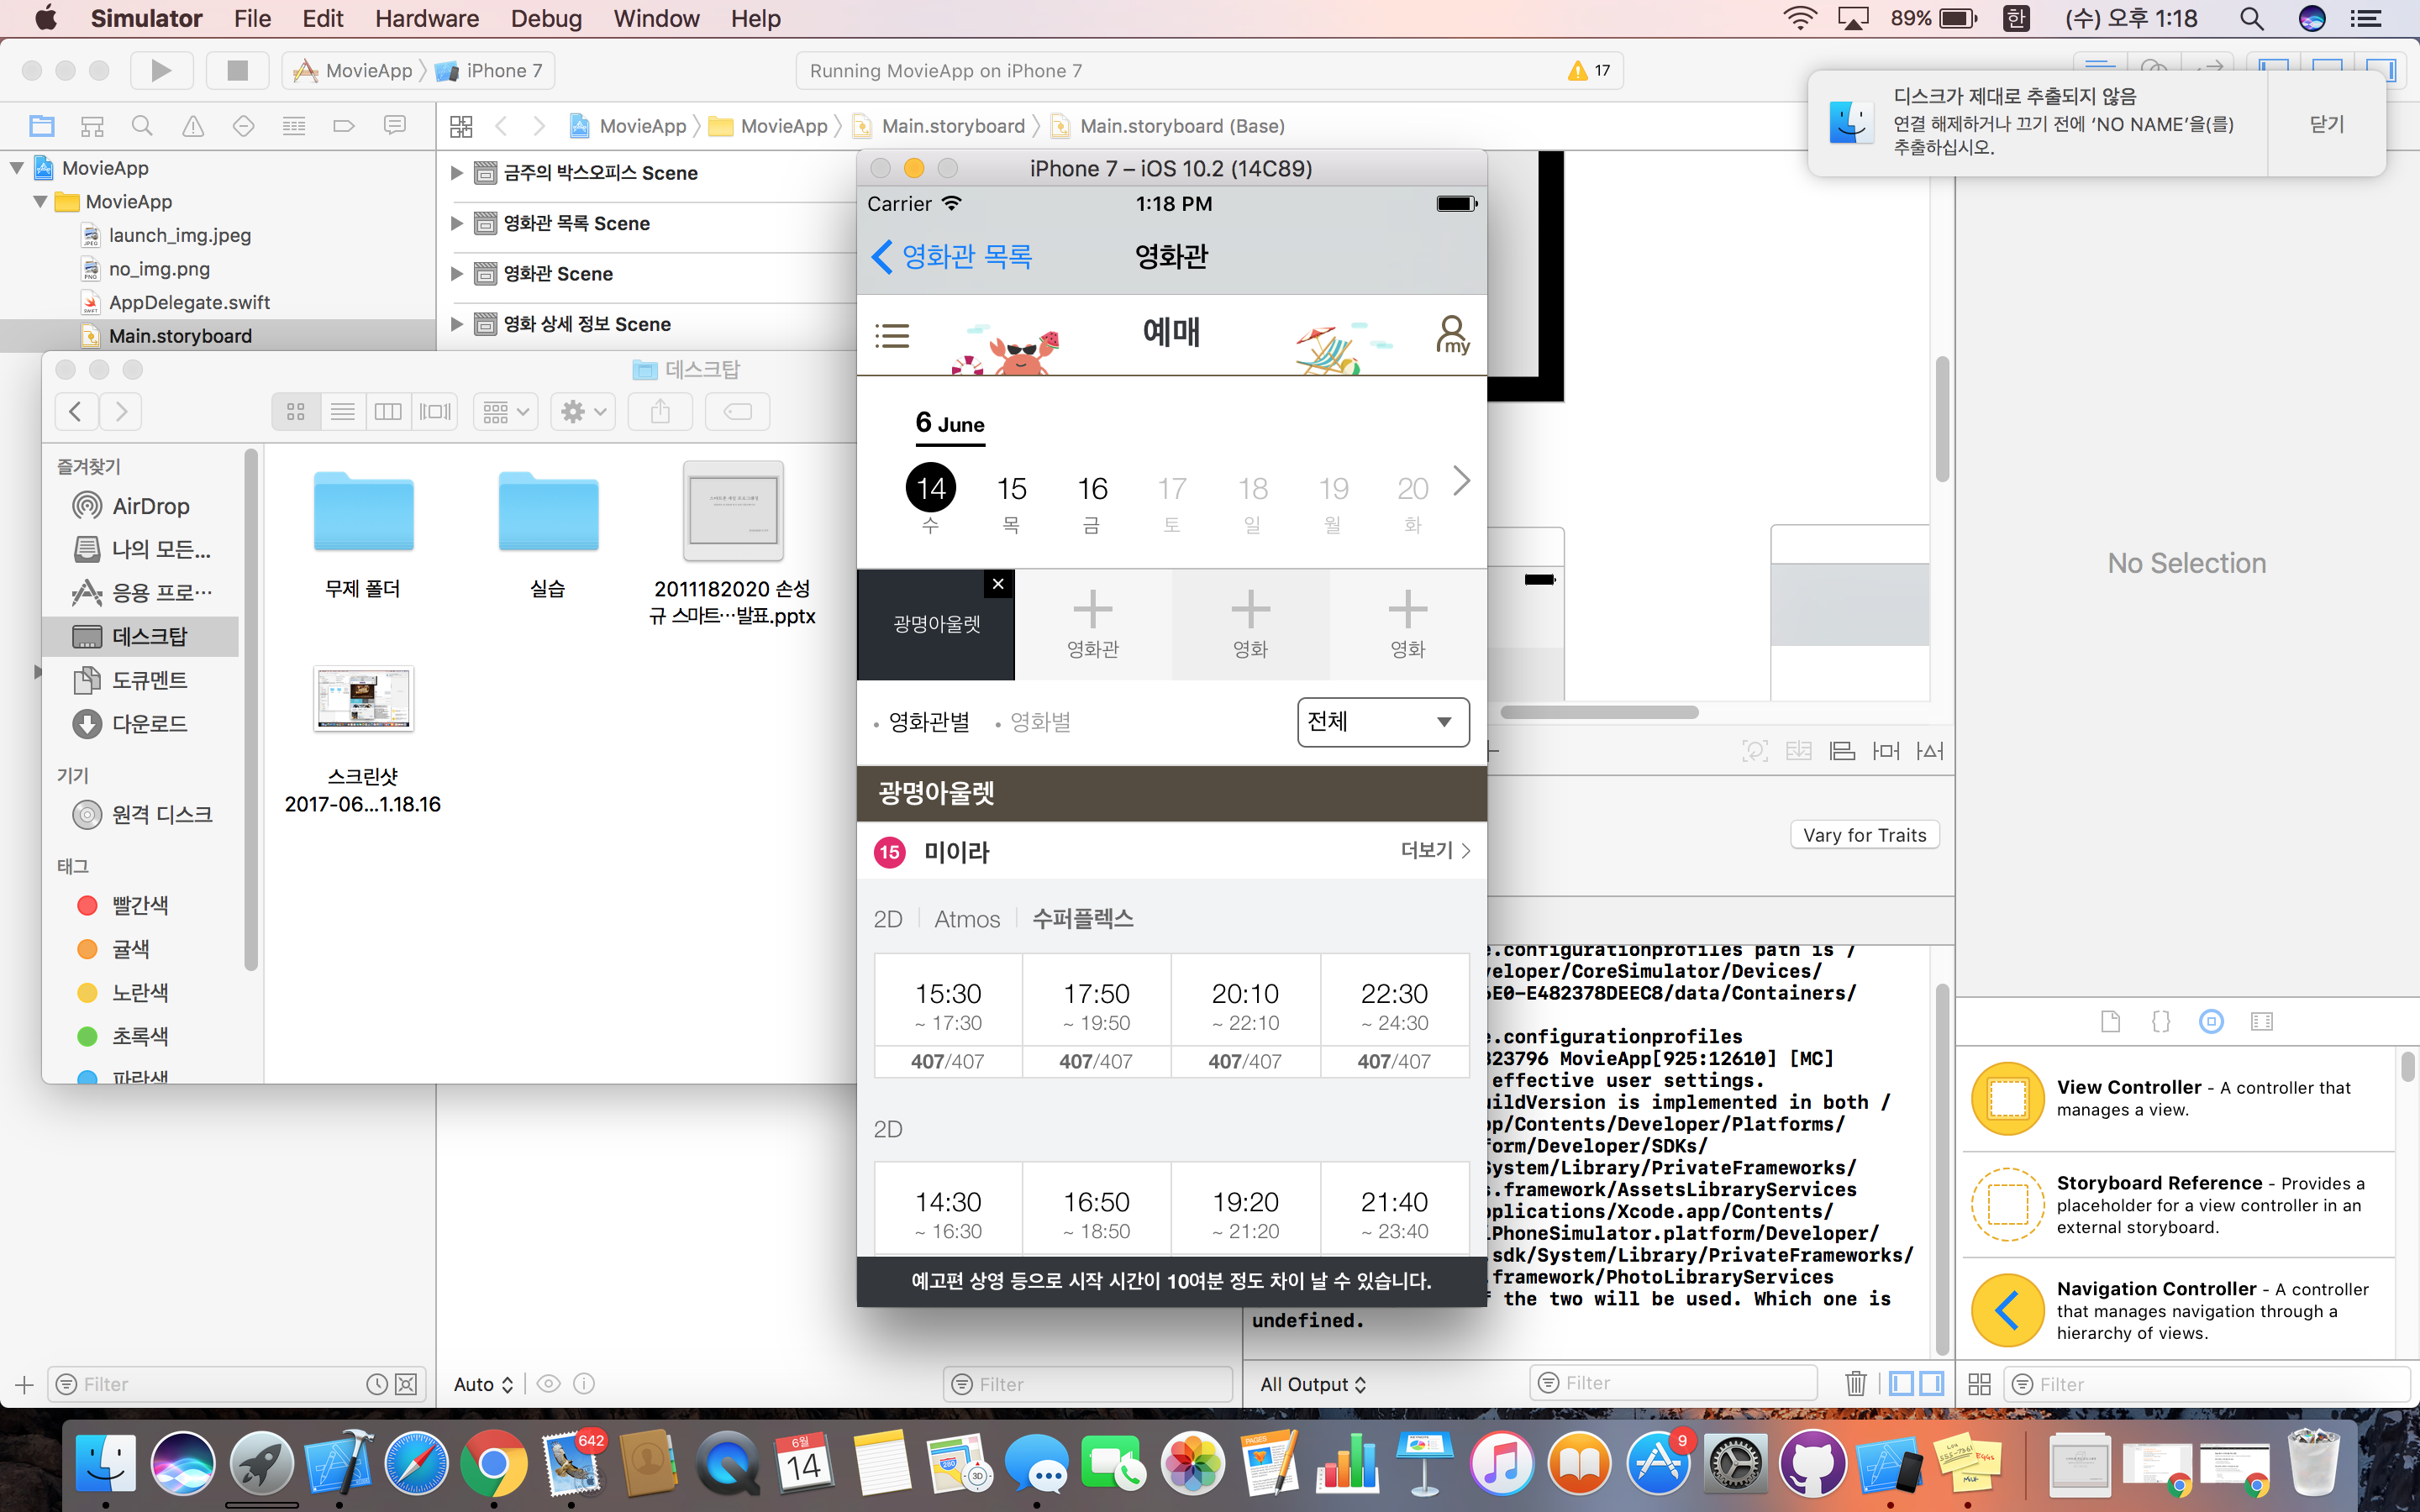 Simulator File Edit Hardware Debug Window Help
89% 한 (수) 오후 1:18
MovieApp iPhone 7
Running MovieApp on iPhone 7
17
디스크가 제대로 추출되지 않음
연결 해제하거나 끄기 전에 ‘NO NAME’을(를)
추출하십시오.
닫기
MovieApp MovieApp Main.storyboard Main.storyboard (Base)
MovieApp
MovieApp
launch_img.jpeg
no_img.png
AppDelegate.swift
Main.storyboard
금주의 박스오피스 Scene
영화관 목록 Scene
영화관 Scene
영화 상세 정보 Scene
데스크탑
즐겨찾기
AirDrop
나의 모든...
응용 프로...
데스크탑
도큐멘트
다운로드
기기
원격 디스크
태그
빨간색
귤색
노란색
초록색
파란색
무제 폴더
실습
2011182020 손성
규 스마트...발표.pptx
스크린샷
2017-06...1.18.16
iPhone 7 – iOS 10.2 (14C89)
Carrier 1:18 PM
영화관 목록 영화관
예매
my
6 June
14 15 16 17 18 19 20
수 목 금 토 일 월 화
광명아울렛 × 영화관 영화 영화
• 영화관별 • 영화별 전체
광명아울렛
15 미이라 더보기
2D Atmos 수퍼플렉스
15:30 17:50 20:10 22:30
~ 17:30 ~ 19:50 ~ 22:10 ~ 24:30
407/407 407/407 407/407 407/407
2D
14:30 16:50 19:20 21:40
~ 16:30 ~ 18:50 ~ 21:20 ~ 23:40
예고편 상영 등으로 시작 시간이 10여분 정도 차이 날 수 있습니다.
No Selection
Vary for Traits
.configurationprofiles path is /
eloper/CoreSimulator/Devices/
6E0-E482378DEEC8/data/Containers/
.configurationprofiles
323796 MovieApp[925:12610] [MC]
effective user settings.
uildVersion is implemented in both /
pp/Contents/Developer/Platforms/
form/Developer/SDKs/
System/Library/PrivateFrameworks/
s.framework/AssetsLibraryServices
pplications/Xcode.app/Contents/
iPhoneSimulator.platform/Developer/
sdk/System/Library/PrivateFrameworks/
framework/PhotoLibraryServices
f the two will be used. Which one is
undefined.
View Controller - A controller that
manages a view.
Storyboard Reference - Provides a
placeholder for a view controller in an
external storyboard.
Navigation Controller - A controller
that manages navigation through a
hierarchy of views.
Filter
Auto
Filter
All Output
Filter
Filter
642
6월
14
280
3D
PAGES
9